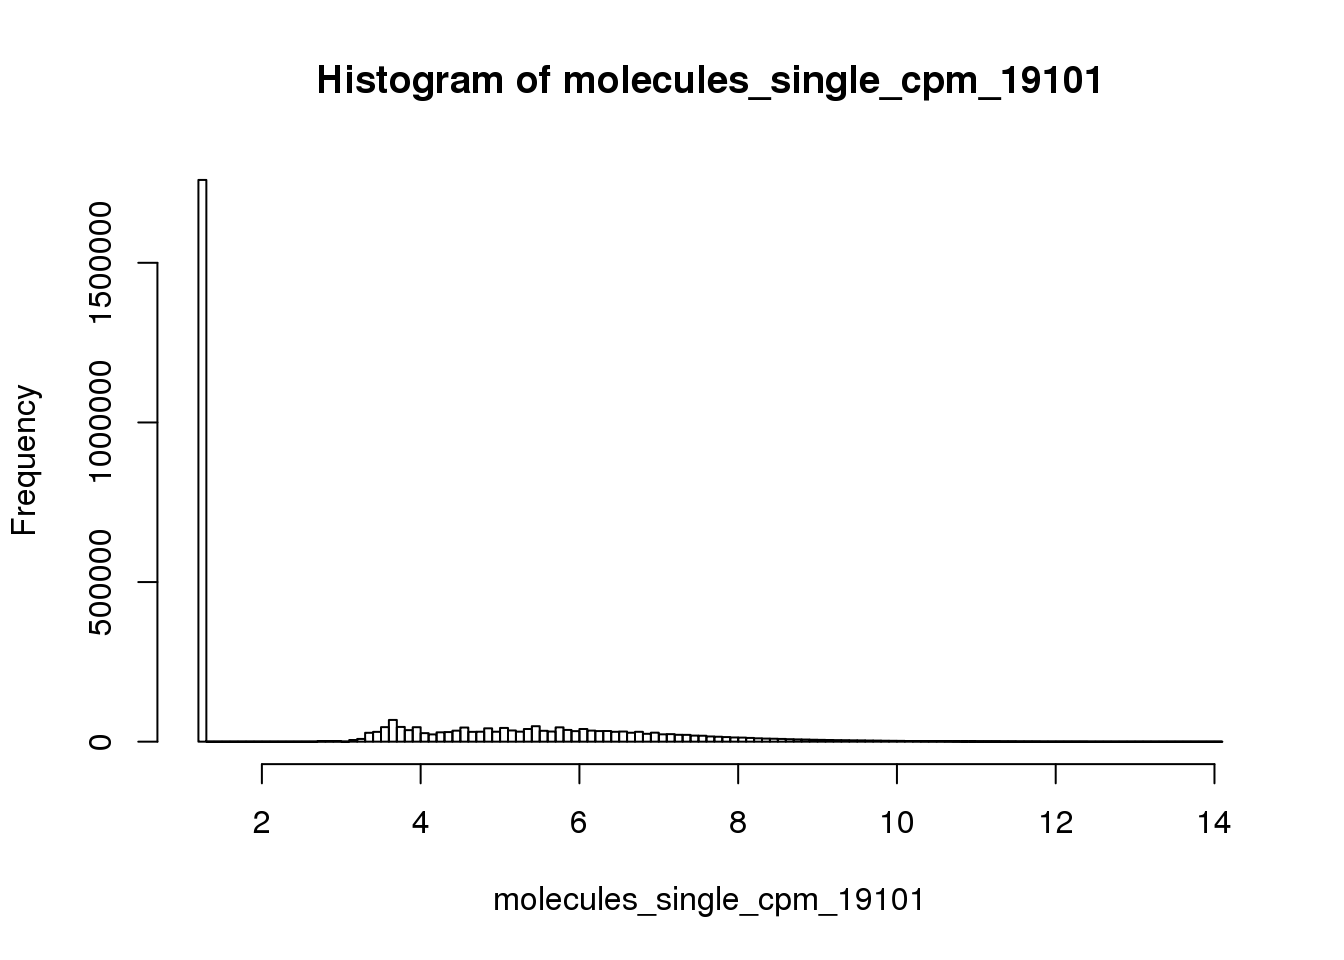 Histogram of molecules_single_cpm_19101
Frequency
1500000
1000000
500000
0
2 4 6 8 10 12 14
molecules_single_cpm_19101